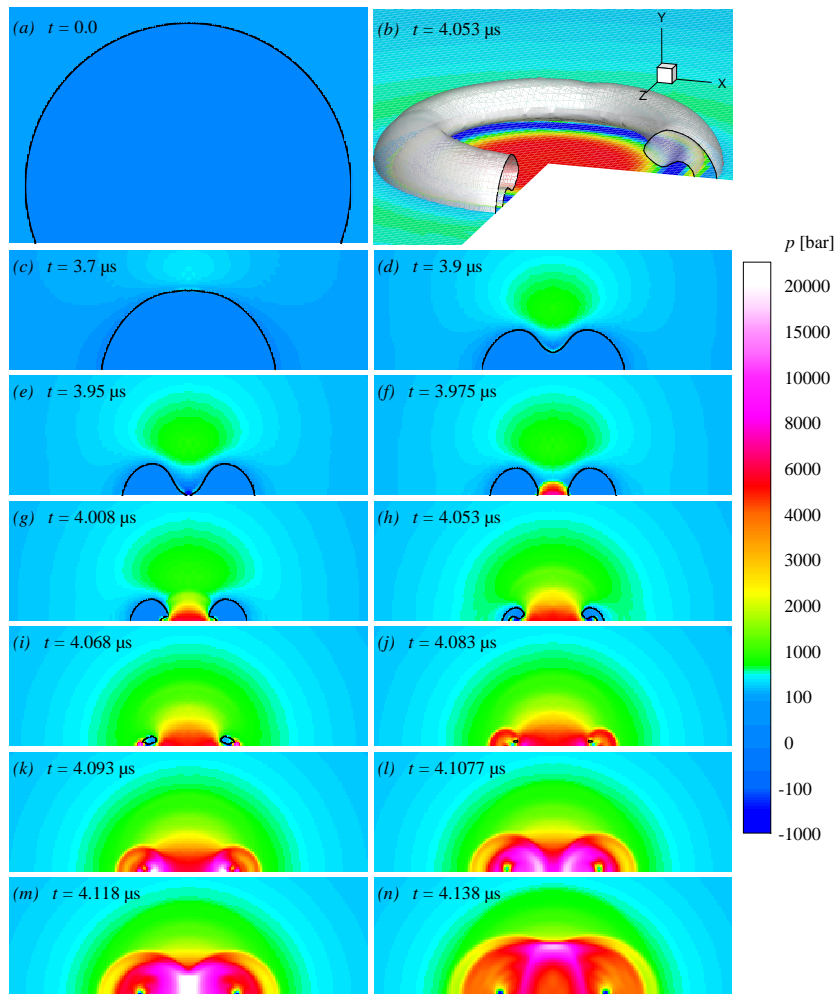 (a) t = 0.0
(b) t = 4.053 µs
Y
X
Z
p [bar]
(c) t = 3.7 µs
(d) t = 3.9 µs
20000
15000
(e) t = 3.95 µs
(f) t = 3.975 µs
10000
8000
6000
(g) t = 4.008 µs
(h) t = 4.053 µs
4000
3000
2000
(i) t = 4.068 µs
(j) t = 4.083 µs
1000
100
0
(k) t = 4.093 µs
(l) t = 4.1077 µs
-100
-1000
(m) t = 4.118 µs
(n) t = 4.138 µs